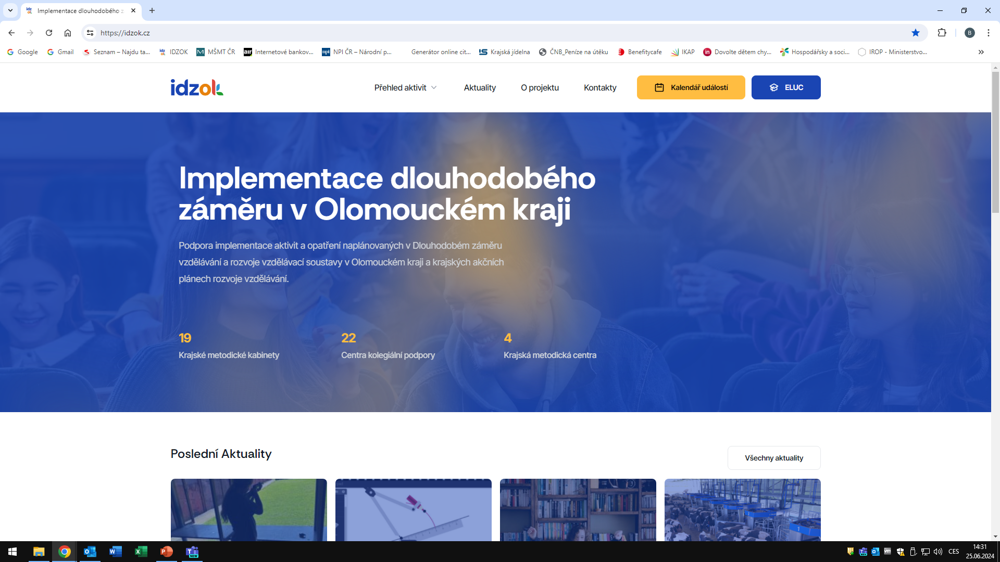 Implementace dlouhodobého z
https://idzok.cz
B
Google
Gmail
Seznam – Najdu ta...
IDZOK
MŠMT ČR
Internetové bankov...
NPI ČR – Národní p...
Generátor online cit...
Krajská jídelna
ČNB_Peníze na útěku
Benefitycafe
IKAP
Dovolte dětem chy...
Hospodářsky a soci...
IROP - Ministerstvo...
idzok
Přehled aktivit
Aktuality
O projektu
Kontakty
Kalendář událostí
ELUC
Implementace dlouhodobého
záměru v Olomouckém kraji
Podpora implementace aktivit a opatření naplánovaných v Dlouhodobém záměru
vzdělávání a rozvoje vzdělávací soustavy v Olomouckém kraji a krajských akčních
plánech rozvoje vzdělávání.
19
Krajské metodické kabinety
22
Centra kolegiální podpory
4
Krajská metodická centra
Poslední Aktuality
Všechny aktuality
CES
14:31
25.06.2024